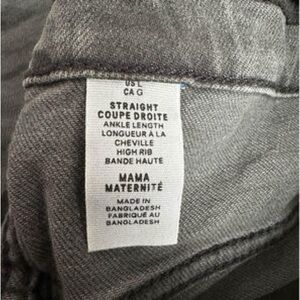 US L
CA G
STRAIGHT
COUPE DROITE
ANKLE LENGTH
LONGUEUR À LA
CHEVILLE
HIGH RIB
BANDE HAUTE
MAMA
MATERNITÉ
MADE IN
BANGLADESH
FABRIQUÉ AU
BANGLADESH